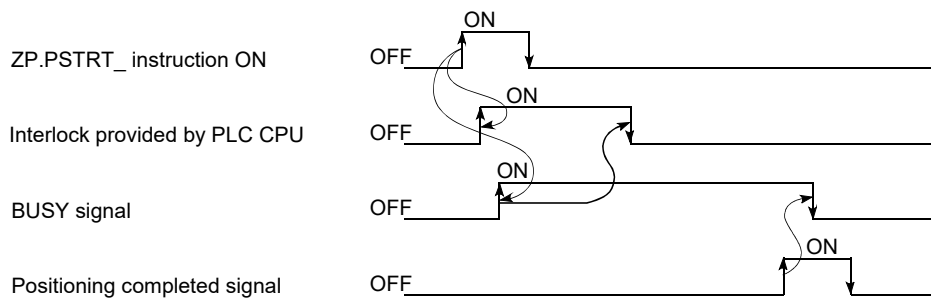 ON
ZP.PSTRT_ instruction ON OFF
ON
Interlock provided by PLC CPU OFF
ON
BUSY signal OFF
ON
Positioning completed signal OFF